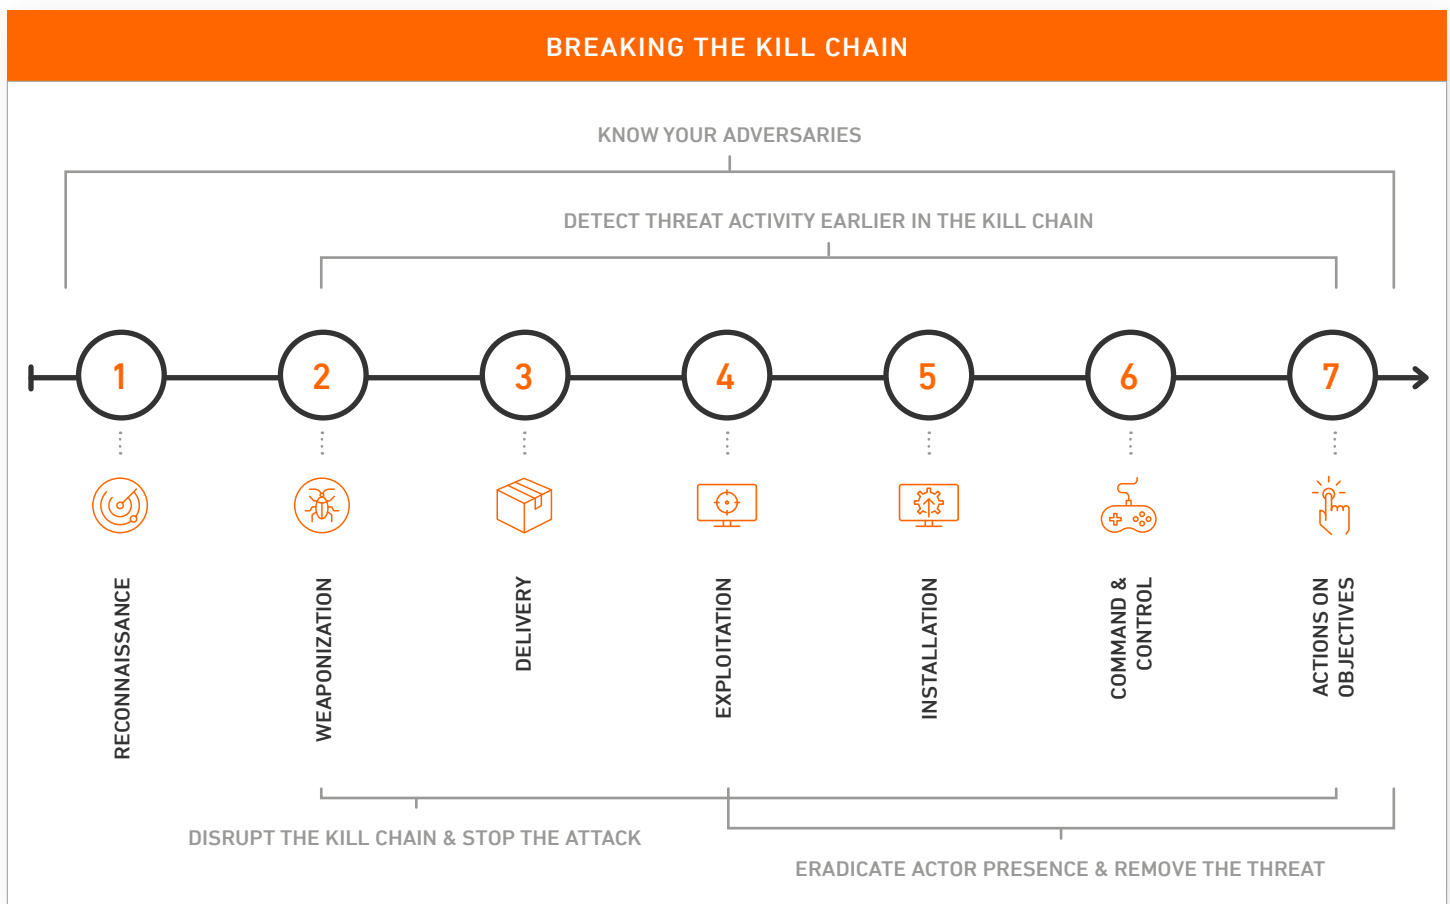 BREAKING THE KILL CHAIN
KNOW YOUR ADVERSARIES
DETECT THREAT ACTIVITY EARLIER IN THE KILL CHAIN
1
2
3
4
5
6
7
RECONNAISSANCE
WEAPONIZATION
DELIVERY
EXPLOITATION
INSTALLATION
COMMAND &
CONTROL
ACTIONS ON
OBJECTIVES
DISRUPT THE KILL CHAIN & STOP THE ATTACK
ERADICATE ACTOR PRESENCE & REMOVE THE THREAT